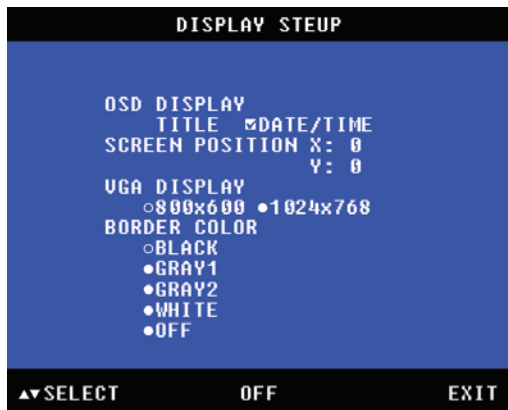 DISPLAY STEUP
OSD DISPLAY
TITLE ☑DATE/TIME
SCREEN POSITION X: 0
Y: 0
VGA DISPLAY
○800x600 ●1024x768
BORDER COLOR
○BLACK
●GRAY1
●GRAY2
●WHITE
●OFF
▲▼SELECT OFF EXIT